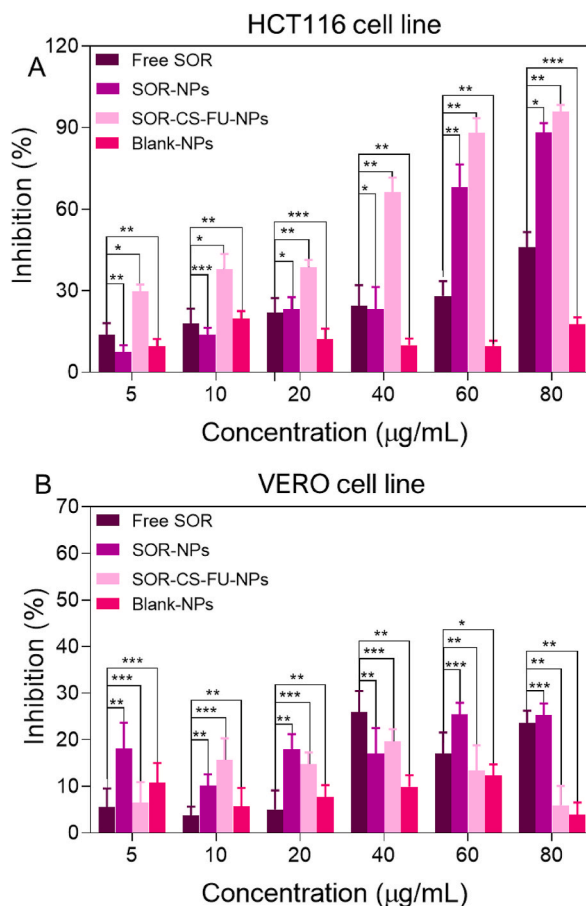 HCT116 cell line
A
120
90
60
30
0
Inhibition (%)
Free SOR
SOR-NPs
SOR-CS-FU-NPs
Blank-NPs
** * **
*** * **
* ** ***
* ** **
** ** **
* ** ***
5 10 20 40 60 80
Concentration (μg/mL)
B
VERO cell line
70
60
50
40
30
20
10
0
Inhibition (%)
Free SOR
SOR-NPs
SOR-CS-FU-NPs
Blank-NPs
** *** ***
** *** **
** *** **
** *** **
*** ** *
*** ** **
5 10 20 40 60 80
Concentration (μg/mL)